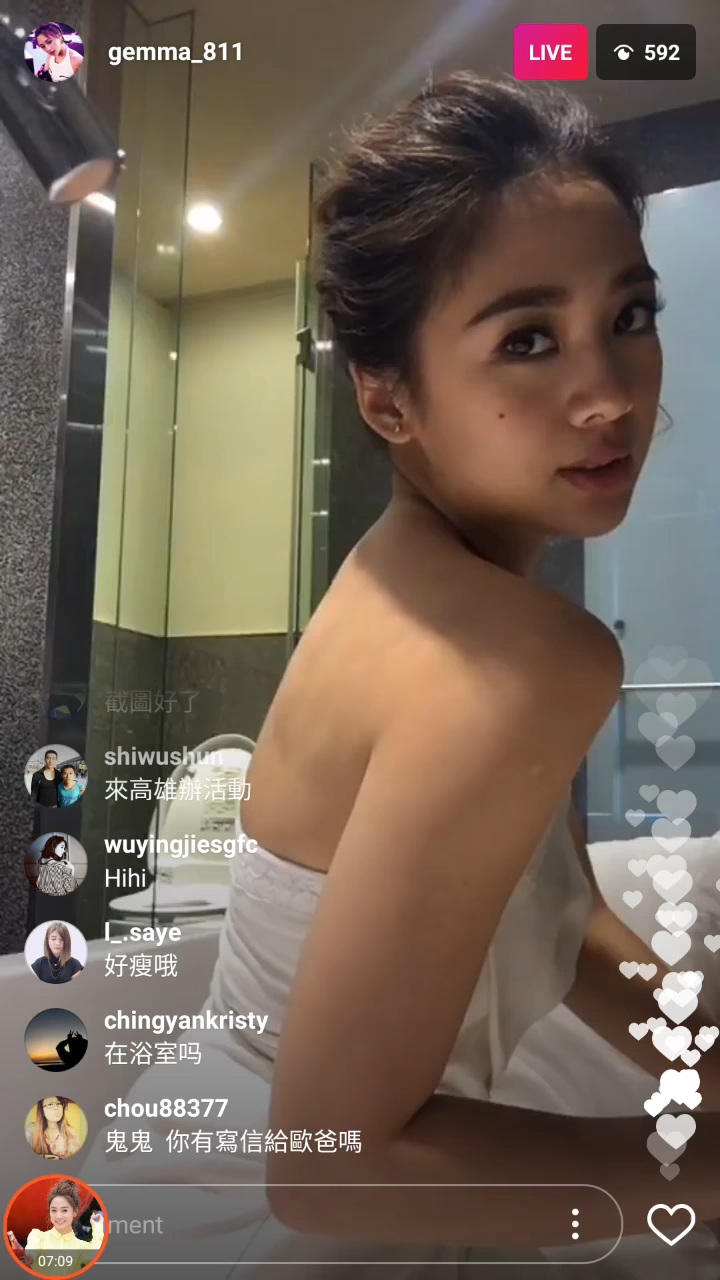 gemma_811
LIVE
592
截圖好了
shiwushun
來高雄辦活動
wuyingjiesgfc
Hihi
l_.saye
好瘦哦
chingyankristy
在浴室吗
chou88377
鬼鬼 你有寫信給歐爸嗎
ment
07:09